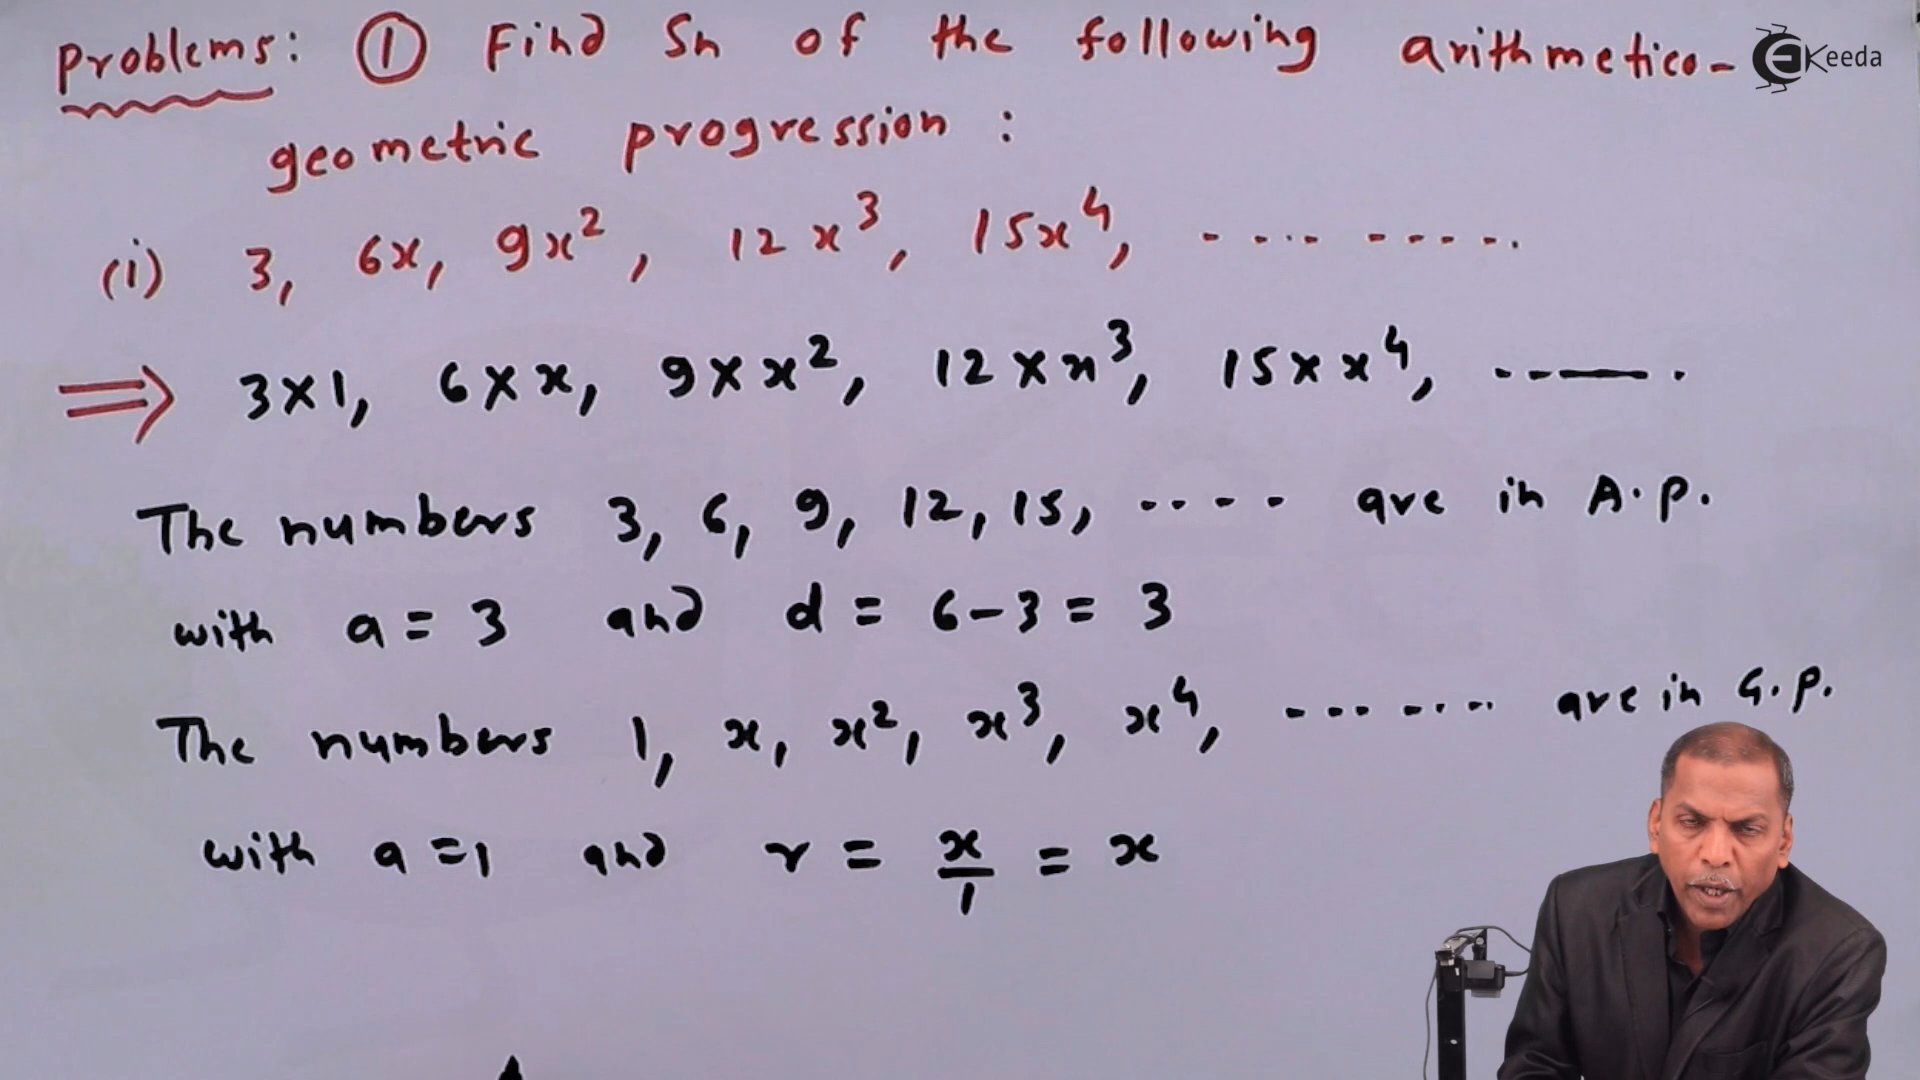 Problems: ① Find Sn of the following arithmetico-
Keeda
geometric progression :
(i) 3, 6x, 9x², 12x³, 15x⁴, ..........
⇒ 3×1, 6×x, 9×x², 12×x³, 15×x⁴, ..——.
The numbers 3, 6, 9, 12, 15, .... are in A.P.
with a = 3 and d = 6-3 = 3
The numbers 1, x, x², x³, x⁴, ......... are in G.P.
with a = 1 and r = x/1 = x